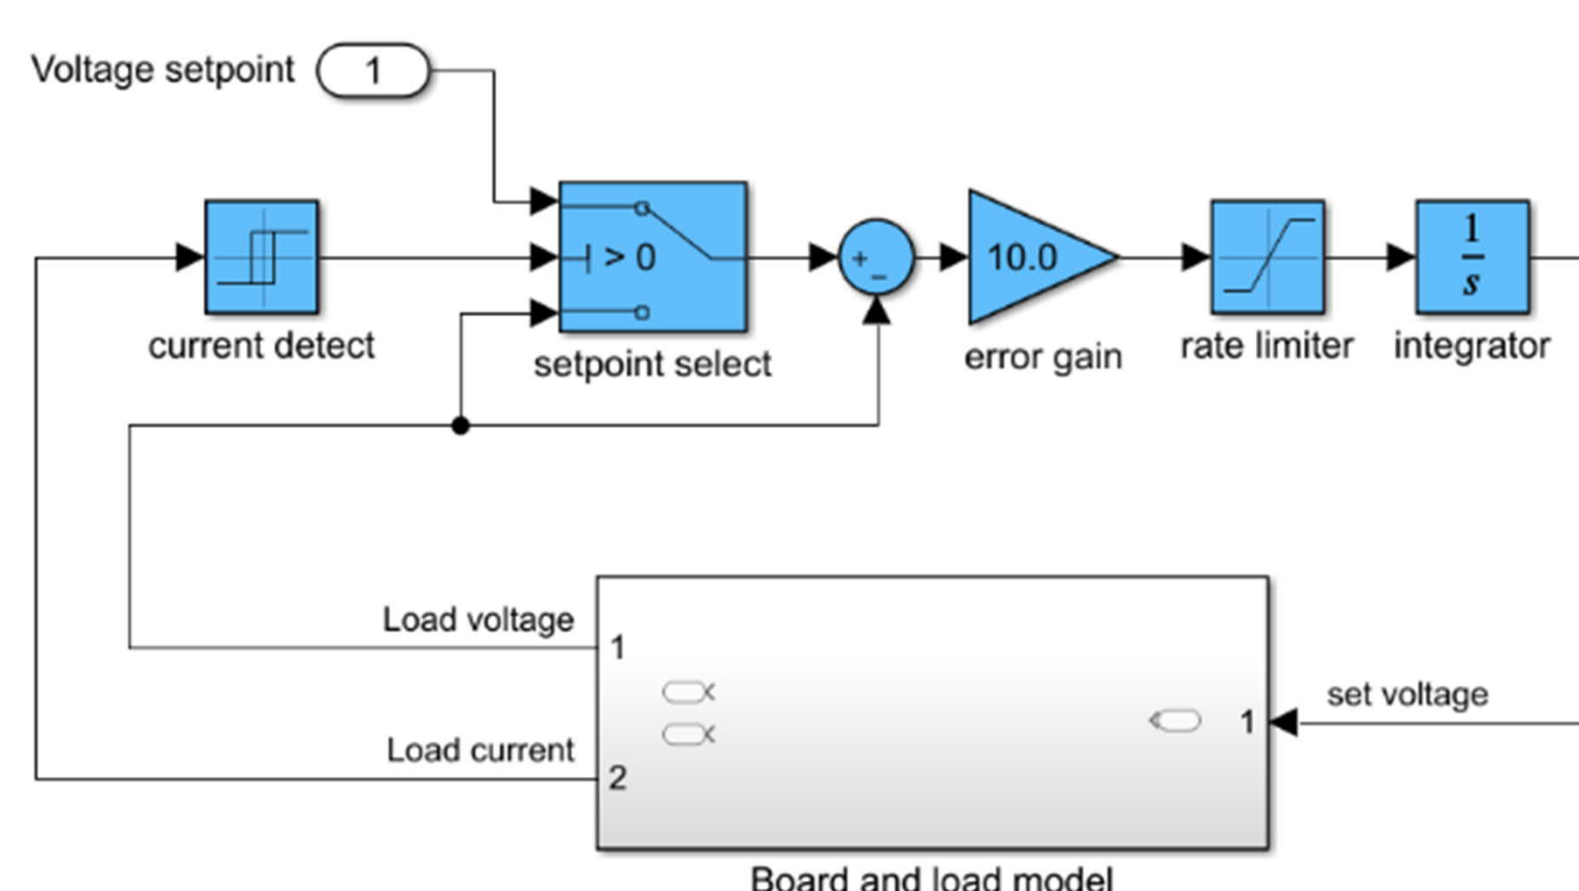 Voltage setpoint
1
> 0
current detect
setpoint select
+
−
10.0
error gain
rate limiter
1
s
integrator
Load voltage
1
Load current
2
set voltage
1
Board and load model